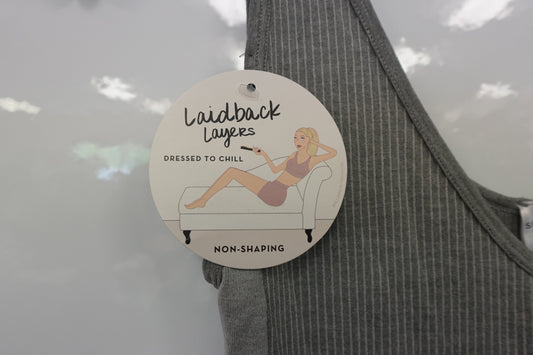 Laidback
Layers
DRESSED TO CHILL
NON-SHAPING
S